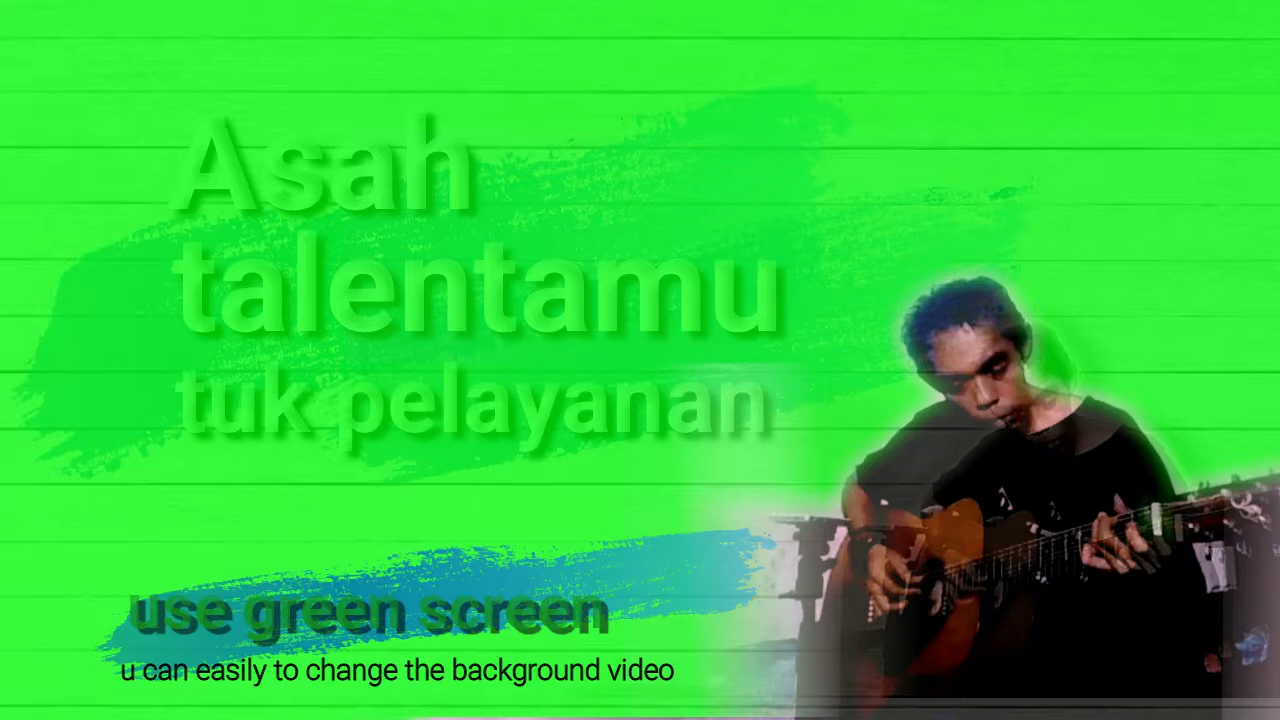 Asah
talentamu
tuk pelayanan
use green screen
u can easily to change the background video